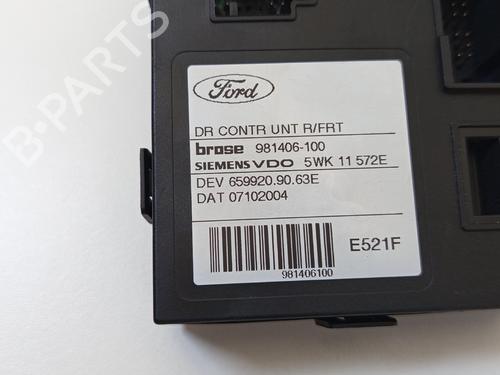 B-PARTS
Ford
DR CONTR UNT R/FRT
brose 981406-100
SIEMENS VDO 5WK 11 572E
DEV 659920.90.63E
DAT 07102004
E521F
981406100